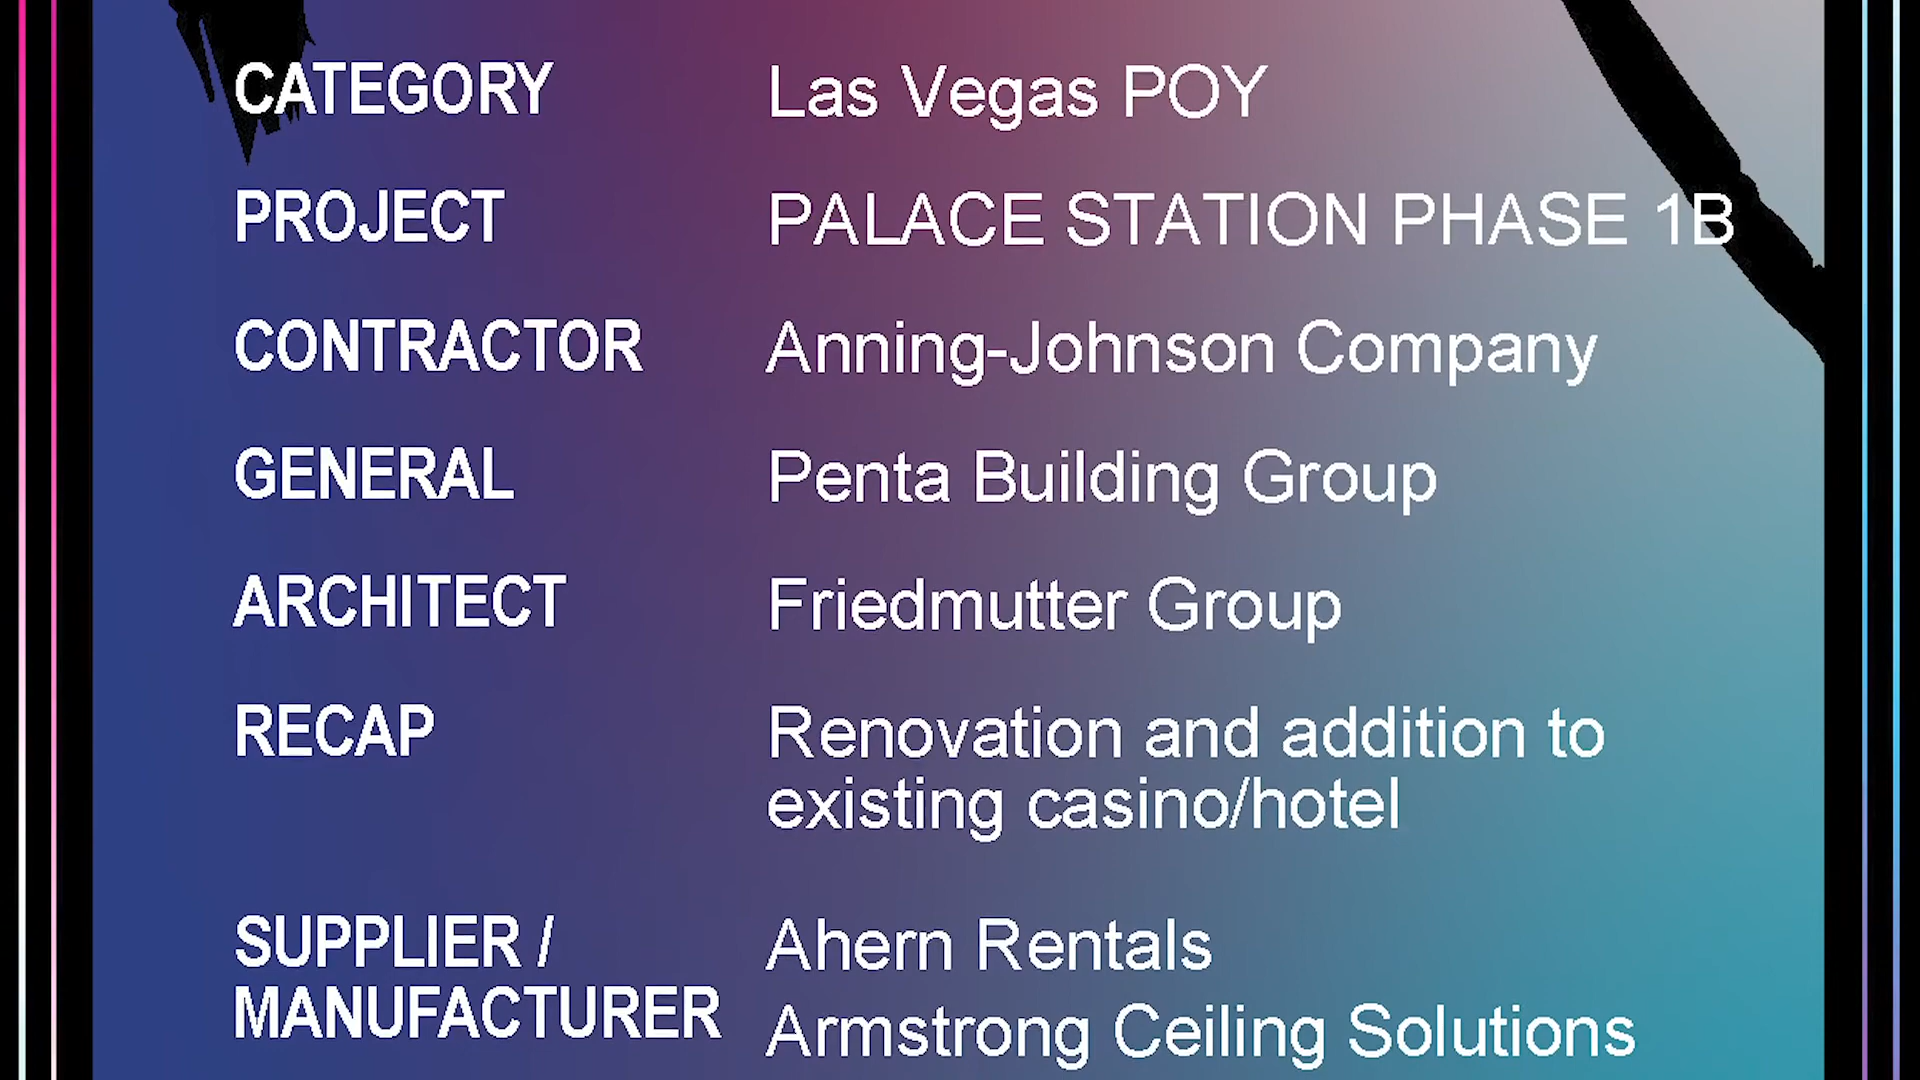 CATEGORY Las Vegas POY
PROJECT PALACE STATION PHASE 1B
CONTRACTOR Anning-Johnson Company
GENERAL Penta Building Group
ARCHITECT Friedmutter Group
RECAP Renovation and addition to
existing casino/hotel
SUPPLIER / Ahern Rentals
MANUFACTURER Armstrong Ceiling Solutions